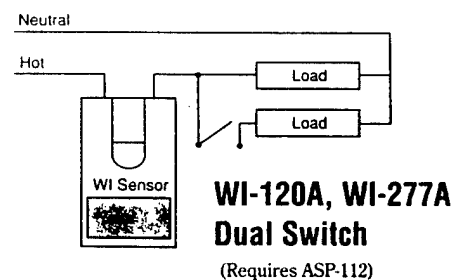 Neutral
Hot
Load
Load
WI Sensor
WI-120A, WI-277A
Dual Switch
(Requires ASP-112)